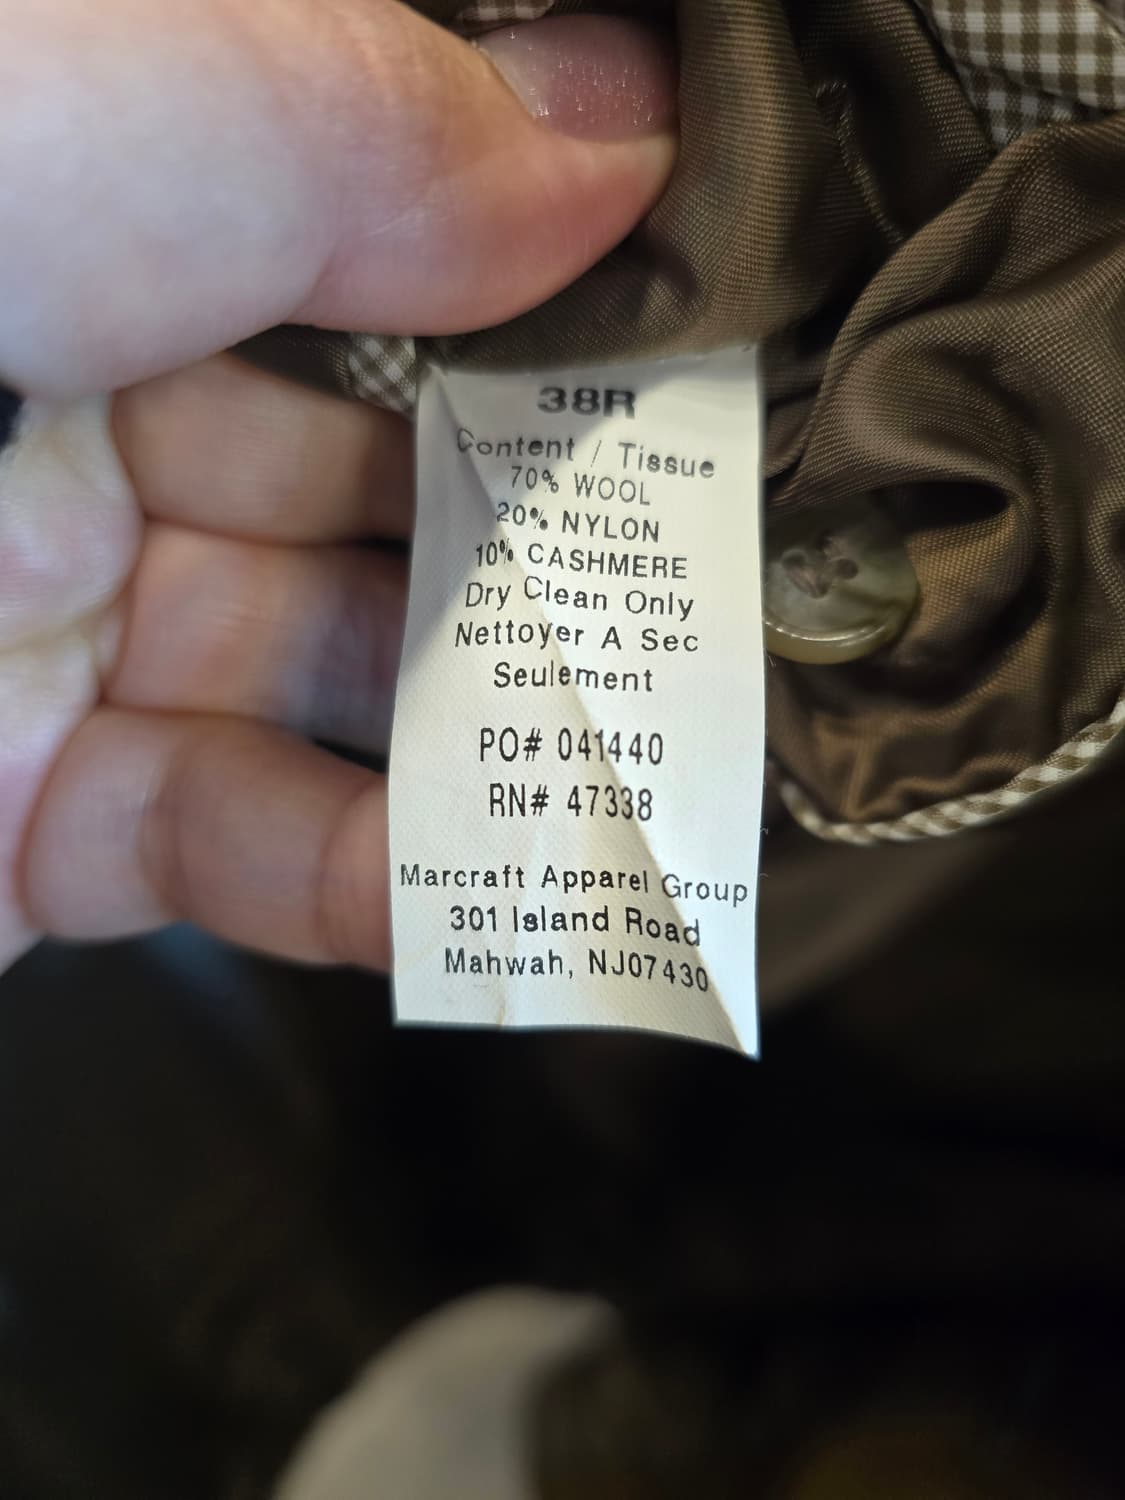 38R
Content / Tissue
70% WOOL
20% NYLON
10% CASHMERE
Dry Clean Only
Nettoyer A Sec
Seulement
PO# 041440
RN# 47338
Marcraft Apparel Group
301 Island Road
Mahwah, NJ07430